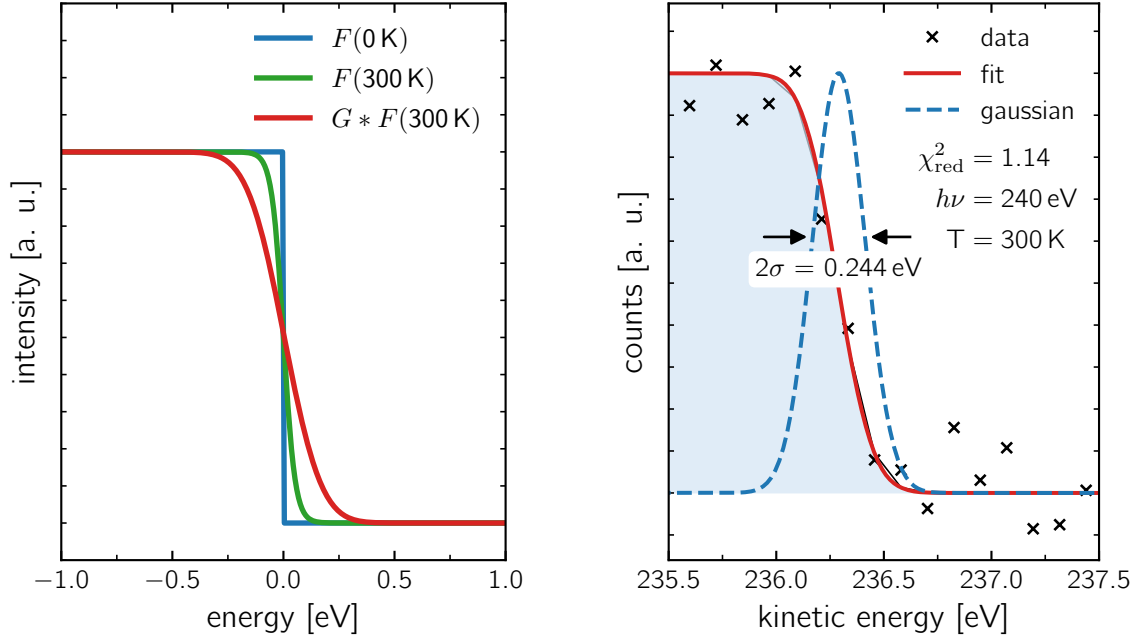 F(0 K)
F(300 K)
G ∗ F(300 K)
intensity [a. u.]
−1.0 −0.5 0.0 0.5 1.0
energy [eV]
data
fit
gaussian
χ²red = 1.14
hν = 240 eV
T = 300 K
2σ = 0.244 eV
counts [a. u.]
235.5 236.0 236.5 237.0 237.5
kinetic energy [eV]